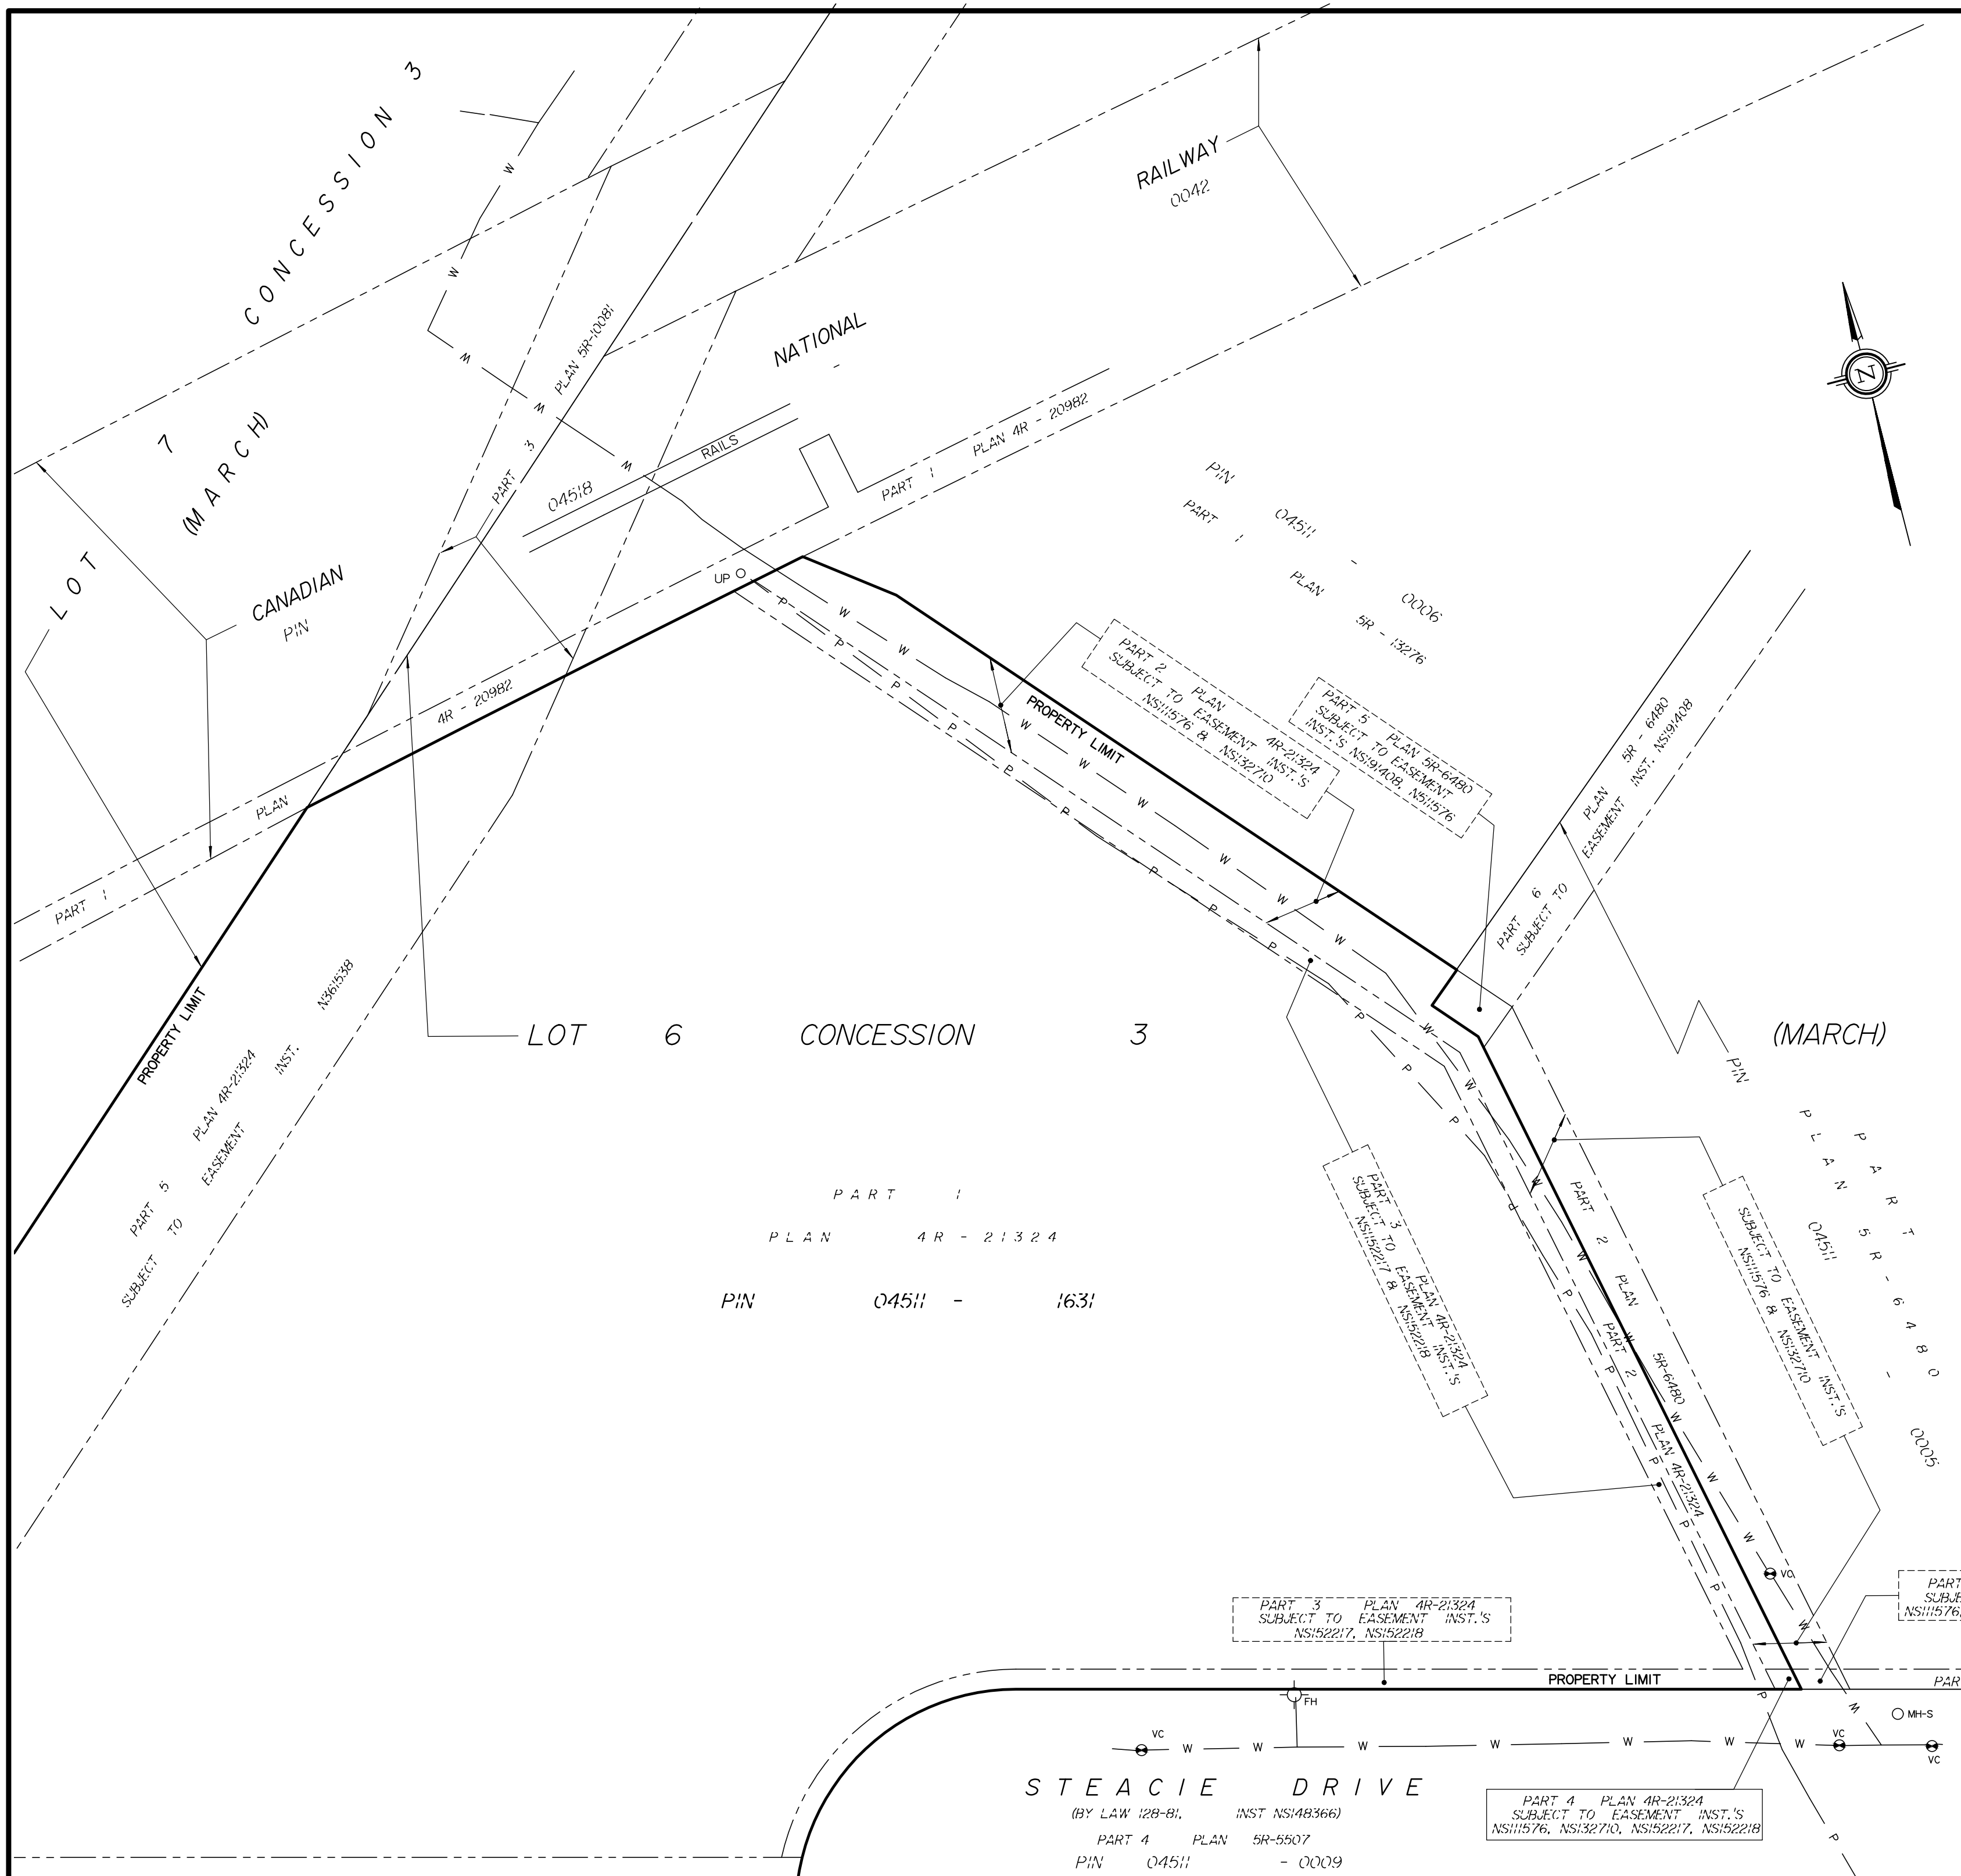 CONCESSION 3
LOT 7
(MARCH)
CANADIAN NATIONAL RAILWAY
PIN 04518 - 0042
PLAN 5R-10081
PART 3
RAILS
UP
PART 1 PLAN 4R - 20982
PART 1 PLAN 4R - 20982
N
PIN 04511 - 0006
PART 1 PLAN 5R - 13276
PART 2 PLAN 4R-21324
SUBJECT TO EASEMENT INST.'S
NS111576 & NS132710
PART 5 PLAN 5R-6480
SUBJECT TO EASEMENT
INST.'S NS191408, NS111576
PROPERTY LIMIT
PART 6 PLAN 5R - 6480
SUBJECT TO EASEMENT INST. NS191408
PROPERTY LIMIT
PART 5 PLAN 4R-21324
SUBJECT TO EASEMENT INST. N361538
LOT 6 CONCESSION 3 (MARCH)
PART 1
PLAN 4R - 21324
PIN 04511 - 1631
PART 3 PLAN 4R-21324
SUBJECT TO EASEMENT INST.'S
NS1152217 & NS152218
PART 2 PLAN 5R-6480
PART 2 PLAN 4R-21324
SUBJECT TO EASEMENT INST.'S
NS111576 & NS132710
PIN 04511 - 0005
PART
PLAN 5R-6480
VC
PART 3 PLAN 4R-21324
SUBJECT TO EASEMENT INST.'S
NS152217, NS152218
PART
SUBJE
NS111576,
PROPERTY LIMIT
PAR
FH
MH-S
VC
W W W W W W W
VC
VC
STEACIE DRIVE
(BY LAW 128-81, INST NS148366)
PART 4 PLAN 5R-5507
PIN 04511 - 0009
PART 4 PLAN 4R-21324
SUBJECT TO EASEMENT INST.'S
NS111576, NS132710, NS152217, NS152218